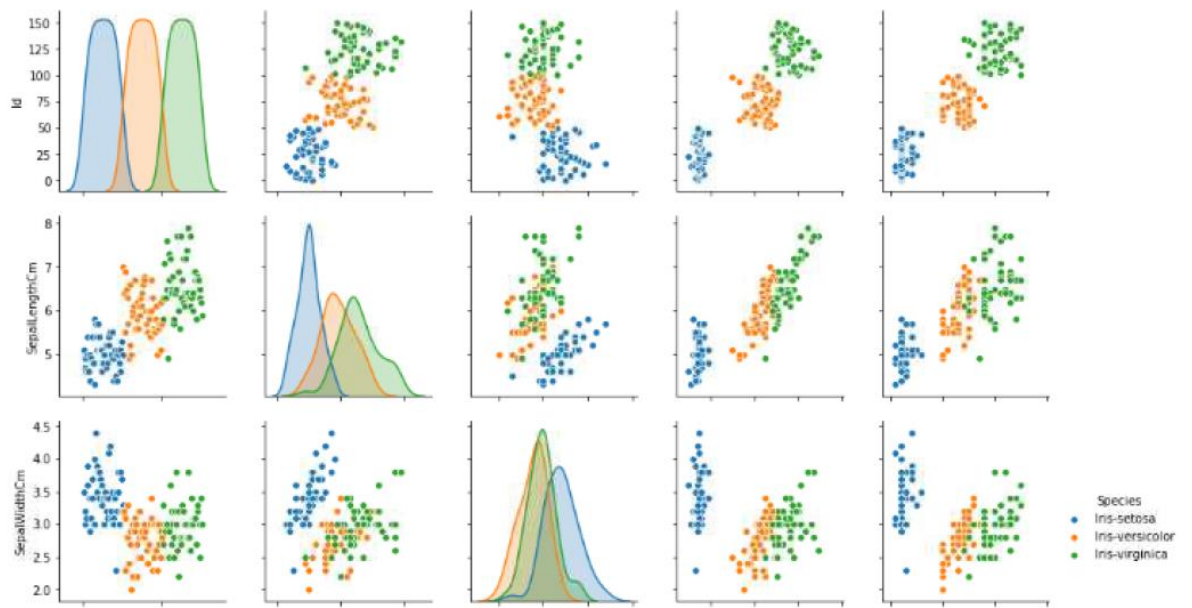 150
125
100
75
50
25
0
Id
8
7
6
5
SepalLengthCm
4.5
4.0
3.5
3.0
2.5
2.0
SepalWidthCm
Species
Iris-setosa
Iris-versicolor
Iris-virginica